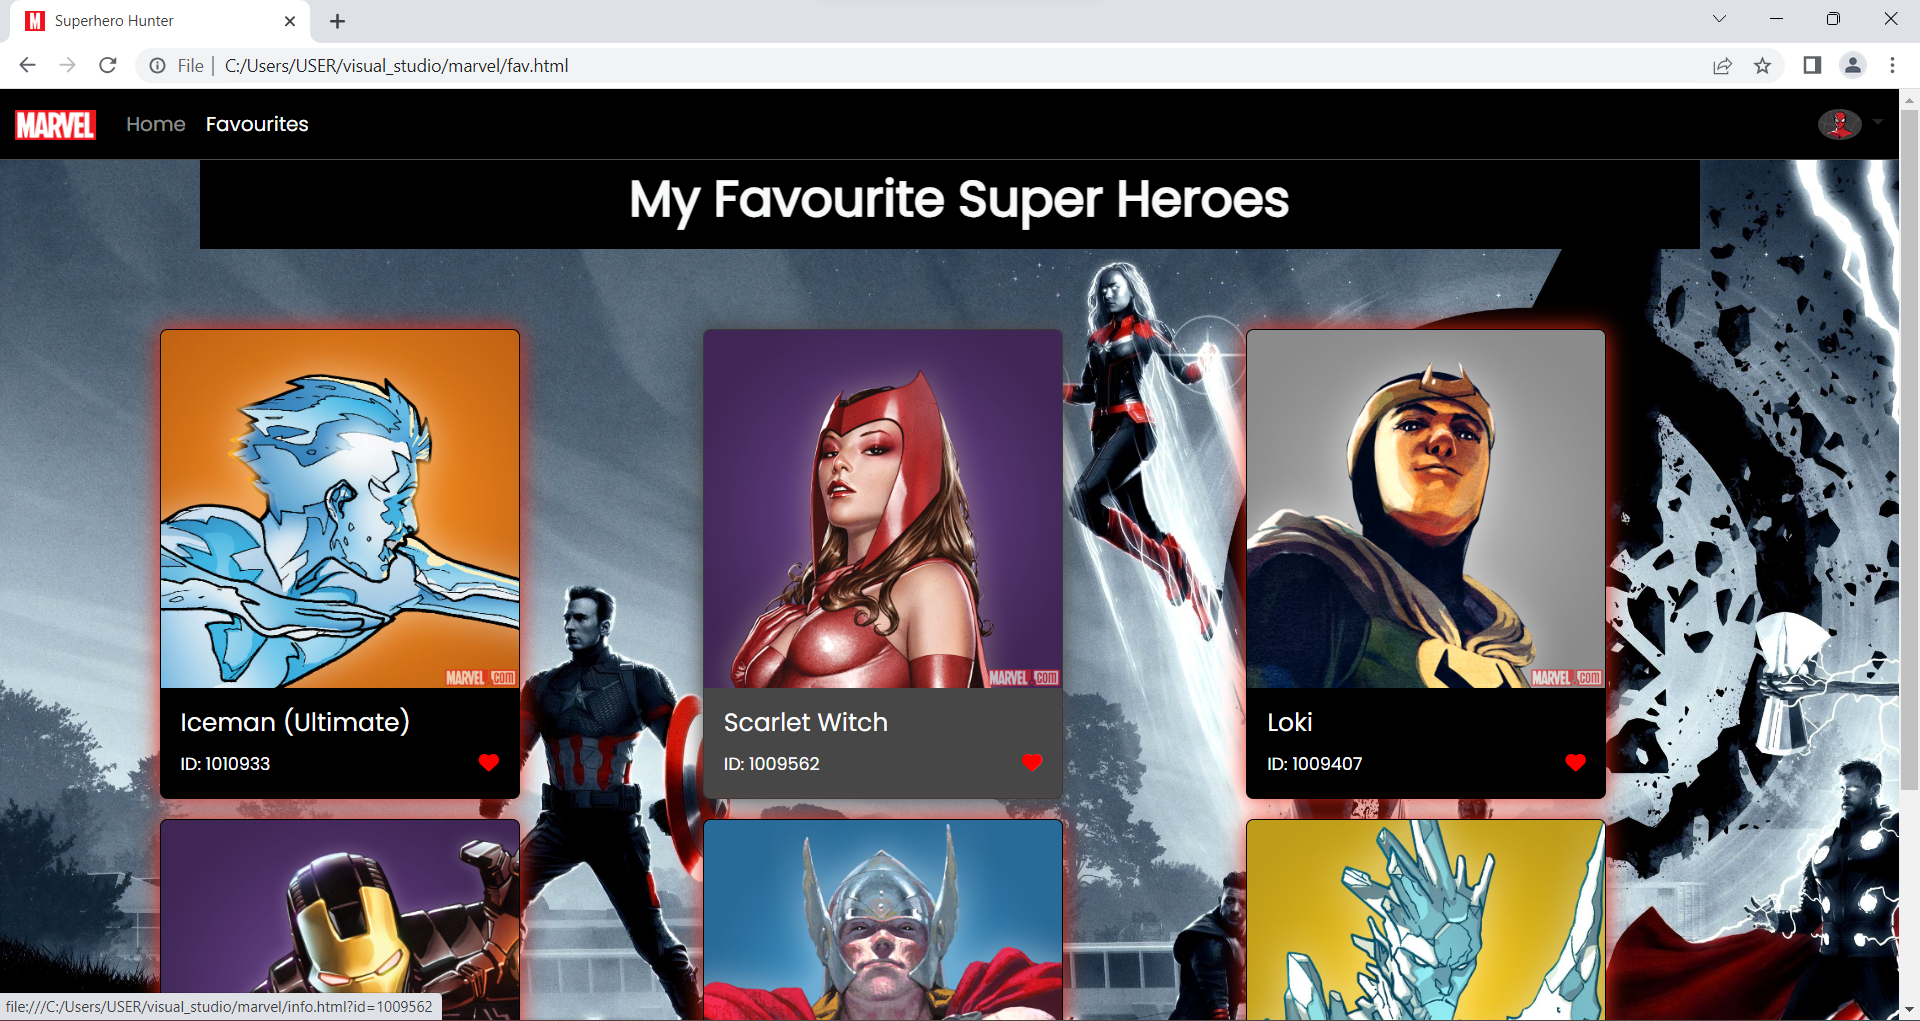 Superhero Hunter
File
C:/Users/USER/visual_studio/marvel/fav.html
MARVEL
Home
Favourites
My Favourite Super Heroes
MARVEL .com
MARVEL .com
MARVEL .com
Iceman (Ultimate)
ID: 1010933
Scarlet Witch
ID: 1009562
Loki
ID: 1009407
file:///C:/Users/USER/visual_studio/marvel/info.html?id=1009562